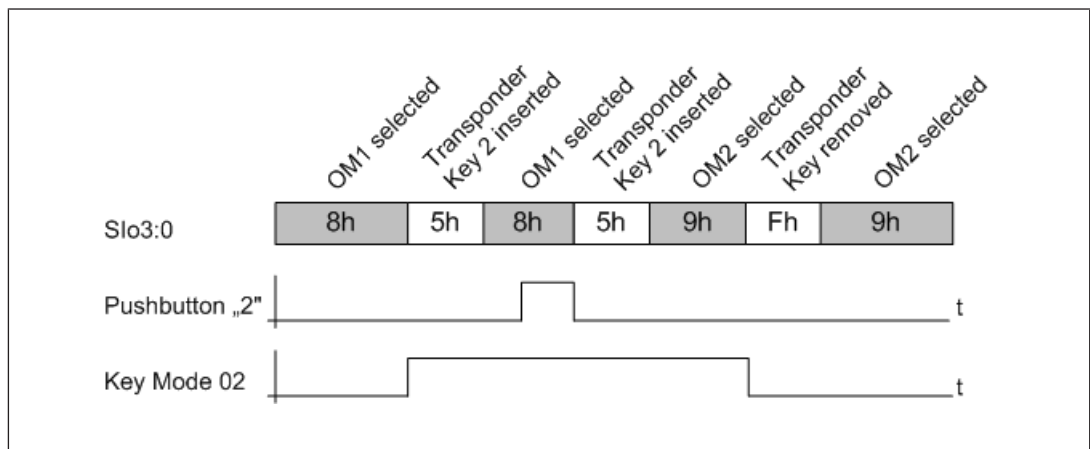 OM1 selected
Transponder
Key 2 inserted
OM1 selected
Transponder
Key 2 inserted
OM2 selected
Transponder
Key removed
OM2 selected
SIo3:0
8h
5h
8h
5h
9h
Fh
9h
Pushbutton „2"
t
Key Mode 02
t